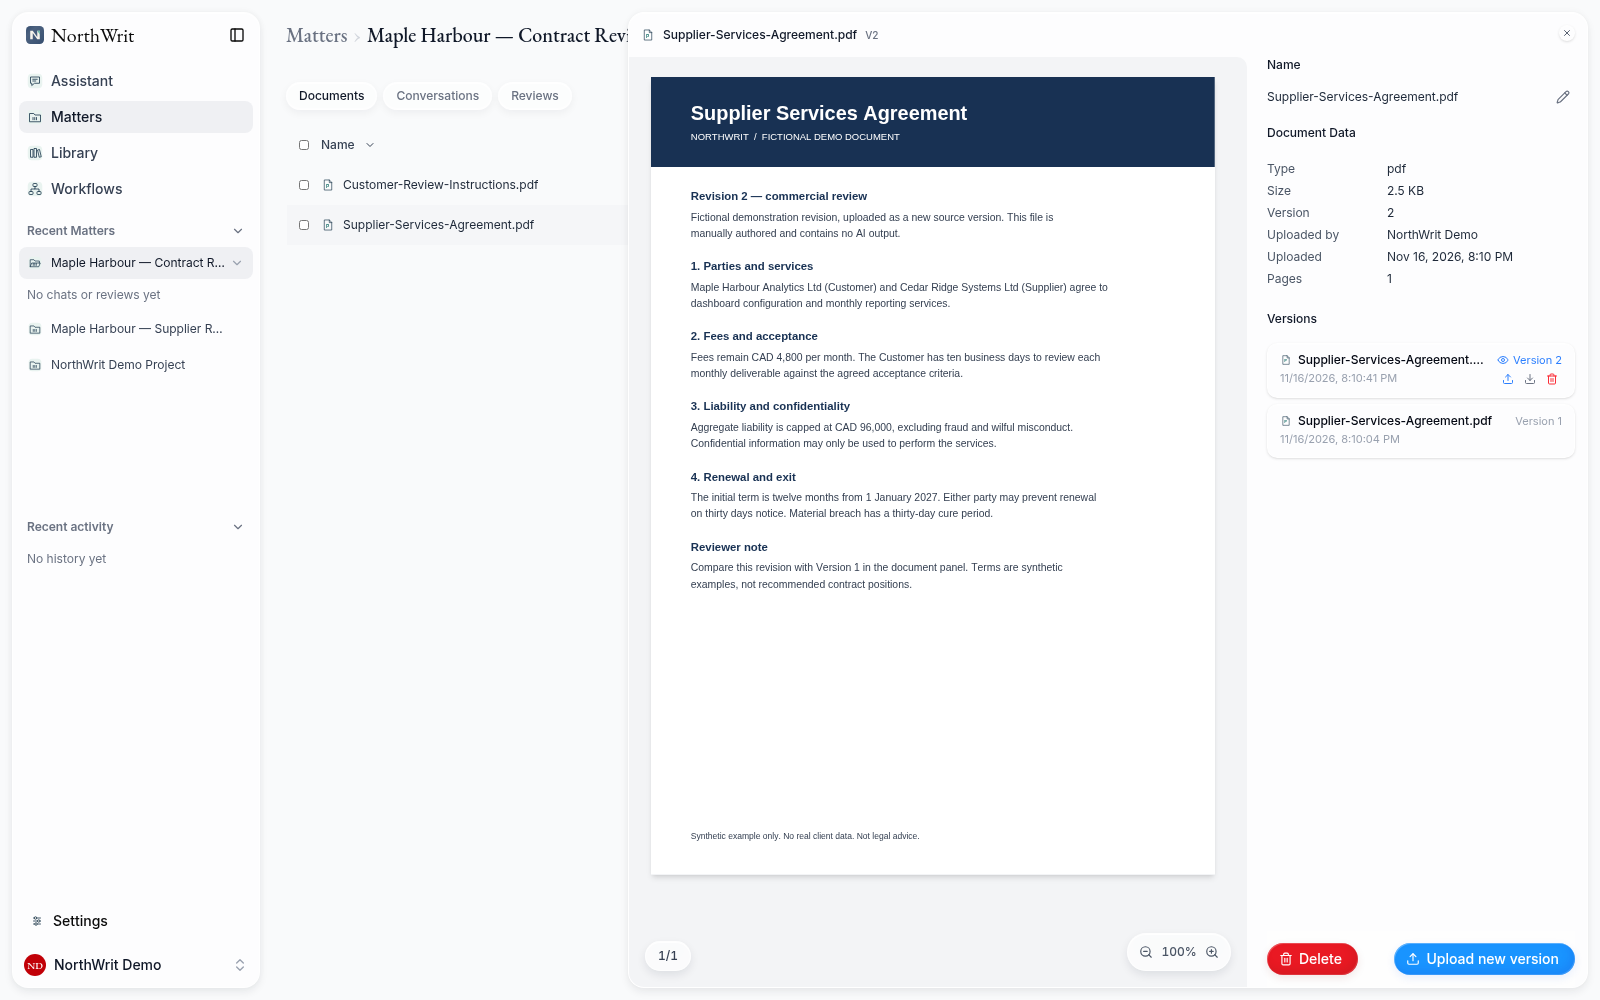 NorthWrit
Assistant
Matters
Library
Workflows
Recent Matters
Maple Harbour — Contract R...
No chats or reviews yet
Maple Harbour — Supplier R...
NorthWrit Demo Project
Recent activity
No history yet
Settings
ND NorthWrit Demo
Matters › Maple Harbour — Contract Revi
Documents Conversations Reviews
Name
Customer-Review-Instructions.pdf
Supplier-Services-Agreement.pdf
Supplier-Services-Agreement.pdf V2
Supplier Services Agreement
NORTHWRIT / FICTIONAL DEMO DOCUMENT
Revision 2 — commercial review
Fictional demonstration revision, uploaded as a new source version. This file is
manually authored and contains no AI output.
1. Parties and services
Maple Harbour Analytics Ltd (Customer) and Cedar Ridge Systems Ltd (Supplier) agree to
dashboard configuration and monthly reporting services.
2. Fees and acceptance
Fees remain CAD 4,800 per month. The Customer has ten business days to review each
monthly deliverable against the agreed acceptance criteria.
3. Liability and confidentiality
Aggregate liability is capped at CAD 96,000, excluding fraud and wilful misconduct.
Confidential information may only be used to perform the services.
4. Renewal and exit
The initial term is twelve months from 1 January 2027. Either party may prevent renewal
on thirty days notice. Material breach has a thirty-day cure period.
Reviewer note
Compare this revision with Version 1 in the document panel. Terms are synthetic
examples, not recommended contract positions.
Synthetic example only. No real client data. Not legal advice.
1/1
100%
Name
Supplier-Services-Agreement.pdf
Document Data
Type pdf
Size 2.5 KB
Version 2
Uploaded by NorthWrit Demo
Uploaded Nov 16, 2026, 8:10 PM
Pages 1
Versions
Supplier-Services-Agreement.... Version 2
11/16/2026, 8:10:41 PM
Supplier-Services-Agreement.pdf Version 1
11/16/2026, 8:10:04 PM
Delete
Upload new version